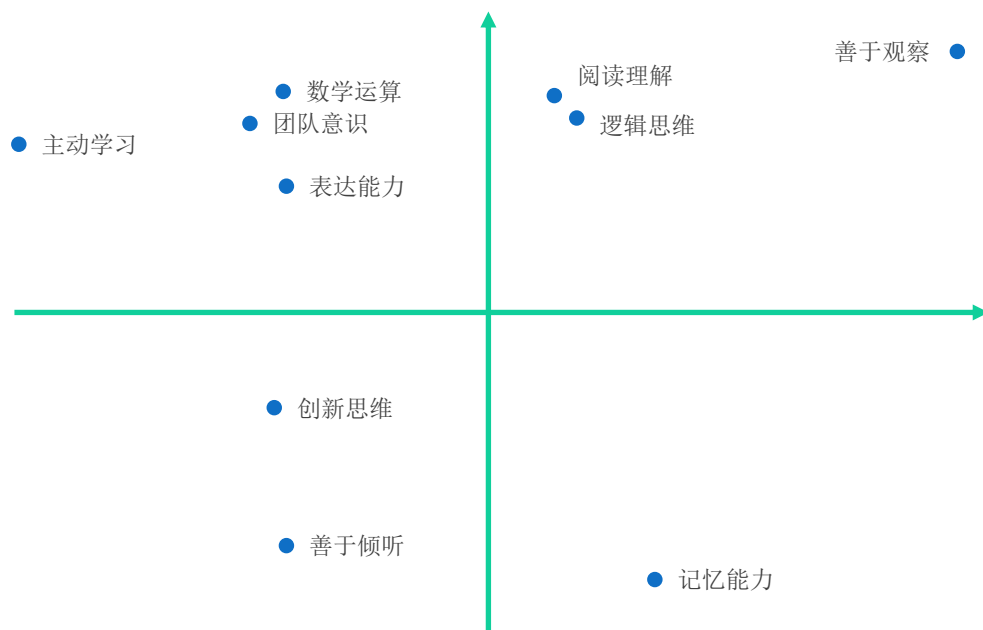 善于观察
阅读理解
数学运算
团队意识
逻辑思维
主动学习
表达能力
创新思维
善于倾听
记忆能力